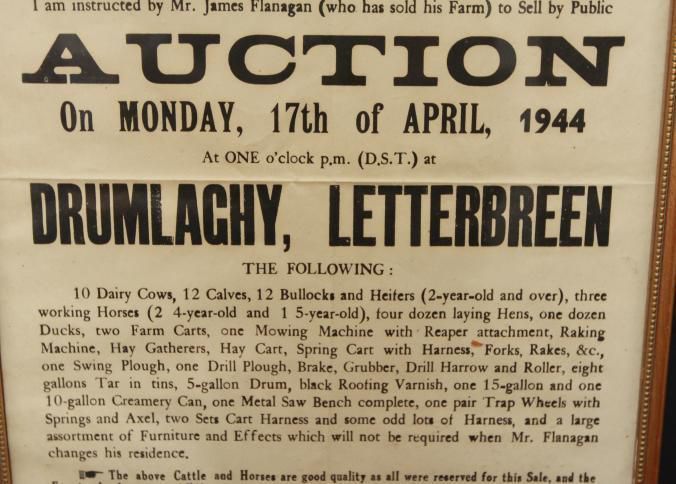 I am instructed by Mr. James Flanagan (who has sold his Farm) to Sell by Public
AUCTION
On MONDAY, 17th of APRIL, 1944
At ONE o'clock p.m. (D.S.T.) at
DRUMLAGHY, LETTERBREEN
THE FOLLOWING :
10 Dairy Cows, 12 Calves, 12 Bullocks and Heifers (2-year-old and over), three
working Horses (2 4-year-old and 1 5-year-old), four dozen laying Hens, one dozen
Ducks, two Farm Carts, one Mowing Machine with Reaper attachment, Raking
Machine, Hay Gatherers, Hay Cart, Spring Cart with Harness, Forks, Rakes, &c.,
one Swing Plough, one Drill Plough, Brake, Grubber, Drill Harrow and Roller, eight
gallons Tar in tins, 5-gallon Drum, black Rooting Varnish, one 15-gallon and one
10-gallon Creamery Can, one Metal Saw Bench complete, one pair Trap Wheels with
Springs and Axel, two Sets Cart Harness and some odd lots of Harness, and a large
assortment of Furniture and Effects which will not be required when Mr. Flanagan
changes his residence.
☞ The above Cattle and Horses are good quality as all were reserved for this Sale, and the